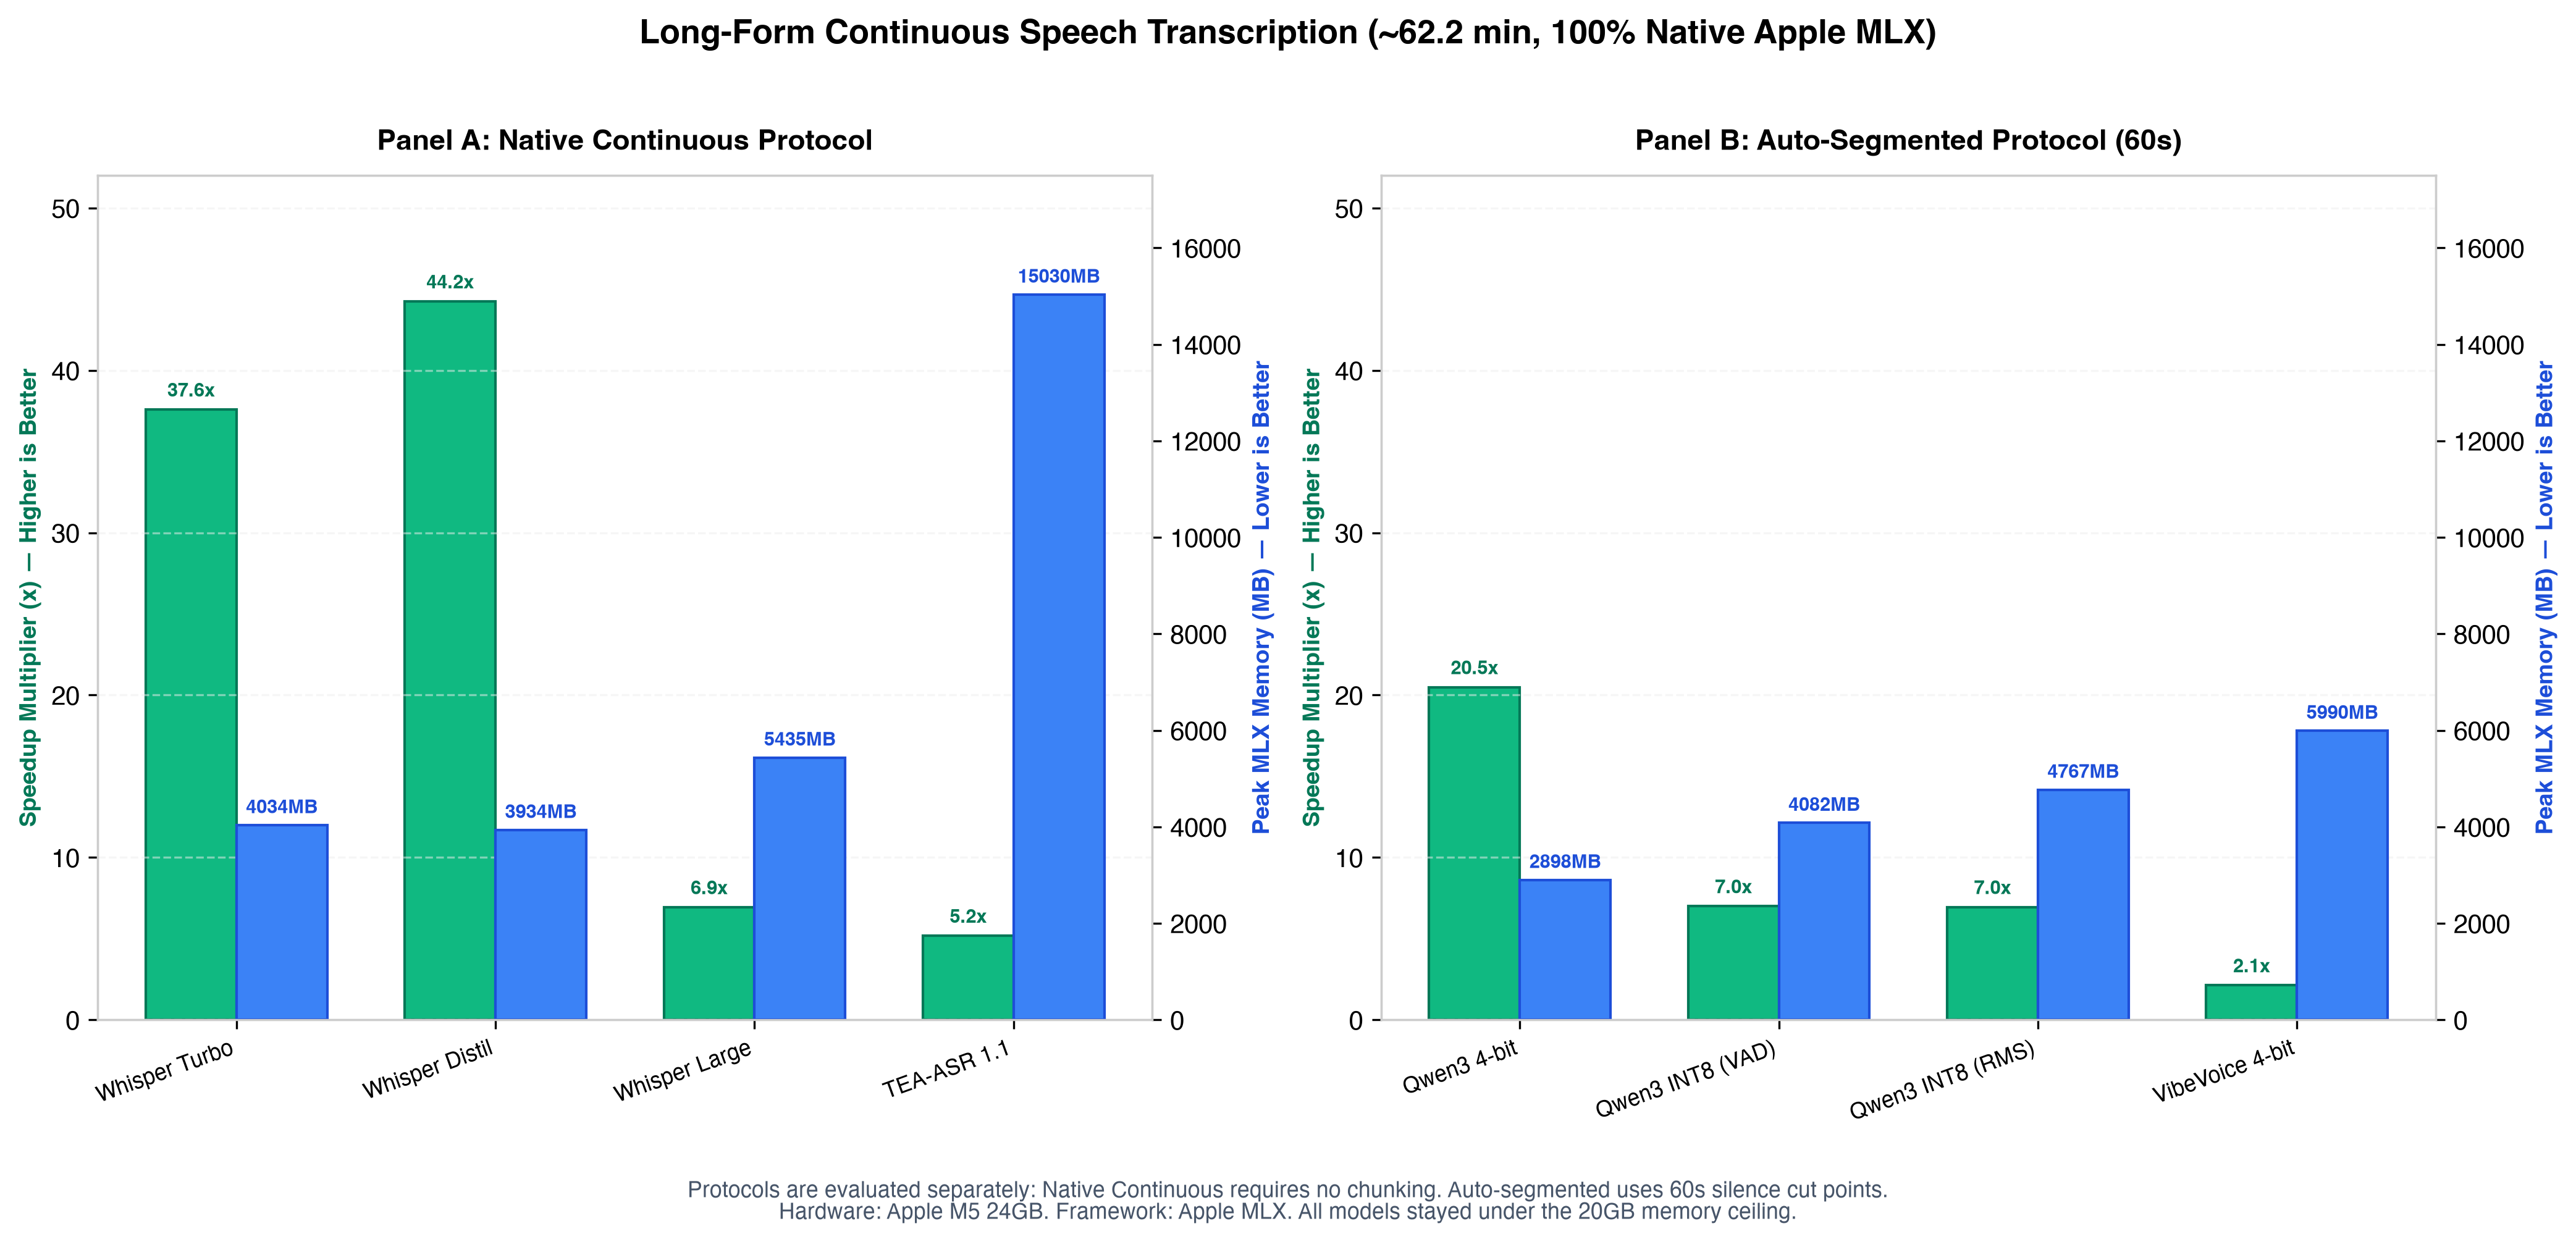 Long-Form Continuous Speech Transcription (~62.2 min, 100% Native Apple MLX)
Panel A: Native Continuous Protocol
Speedup Multiplier (x) — Higher is Better
50
40
30
20
10
0
37.6x
4034MB
44.2x
3934MB
6.9x
5435MB
5.2x
15030MB
16000
14000
12000
10000
8000
6000
4000
2000
0
Peak MLX Memory (MB) — Lower is Better
Whisper Turbo
Whisper Distil
Whisper Large
TEA-ASR 1.1
Panel B: Auto-Segmented Protocol (60s)
Speedup Multiplier (x) — Higher is Better
50
40
30
20
10
0
20.5x
2898MB
7.0x
4082MB
7.0x
4767MB
2.1x
5990MB
16000
14000
12000
10000
8000
6000
4000
2000
0
Peak MLX Memory (MB) — Lower is Better
Qwen3 4-bit
Qwen3 INT8 (VAD)
Qwen3 INT8 (RMS)
VibeVoice 4-bit
Protocols are evaluated separately: Native Continuous requires no chunking. Auto-segmented uses 60s silence cut points.
Hardware: Apple M5 24GB. Framework: Apple MLX. All models stayed under the 20GB memory ceiling.